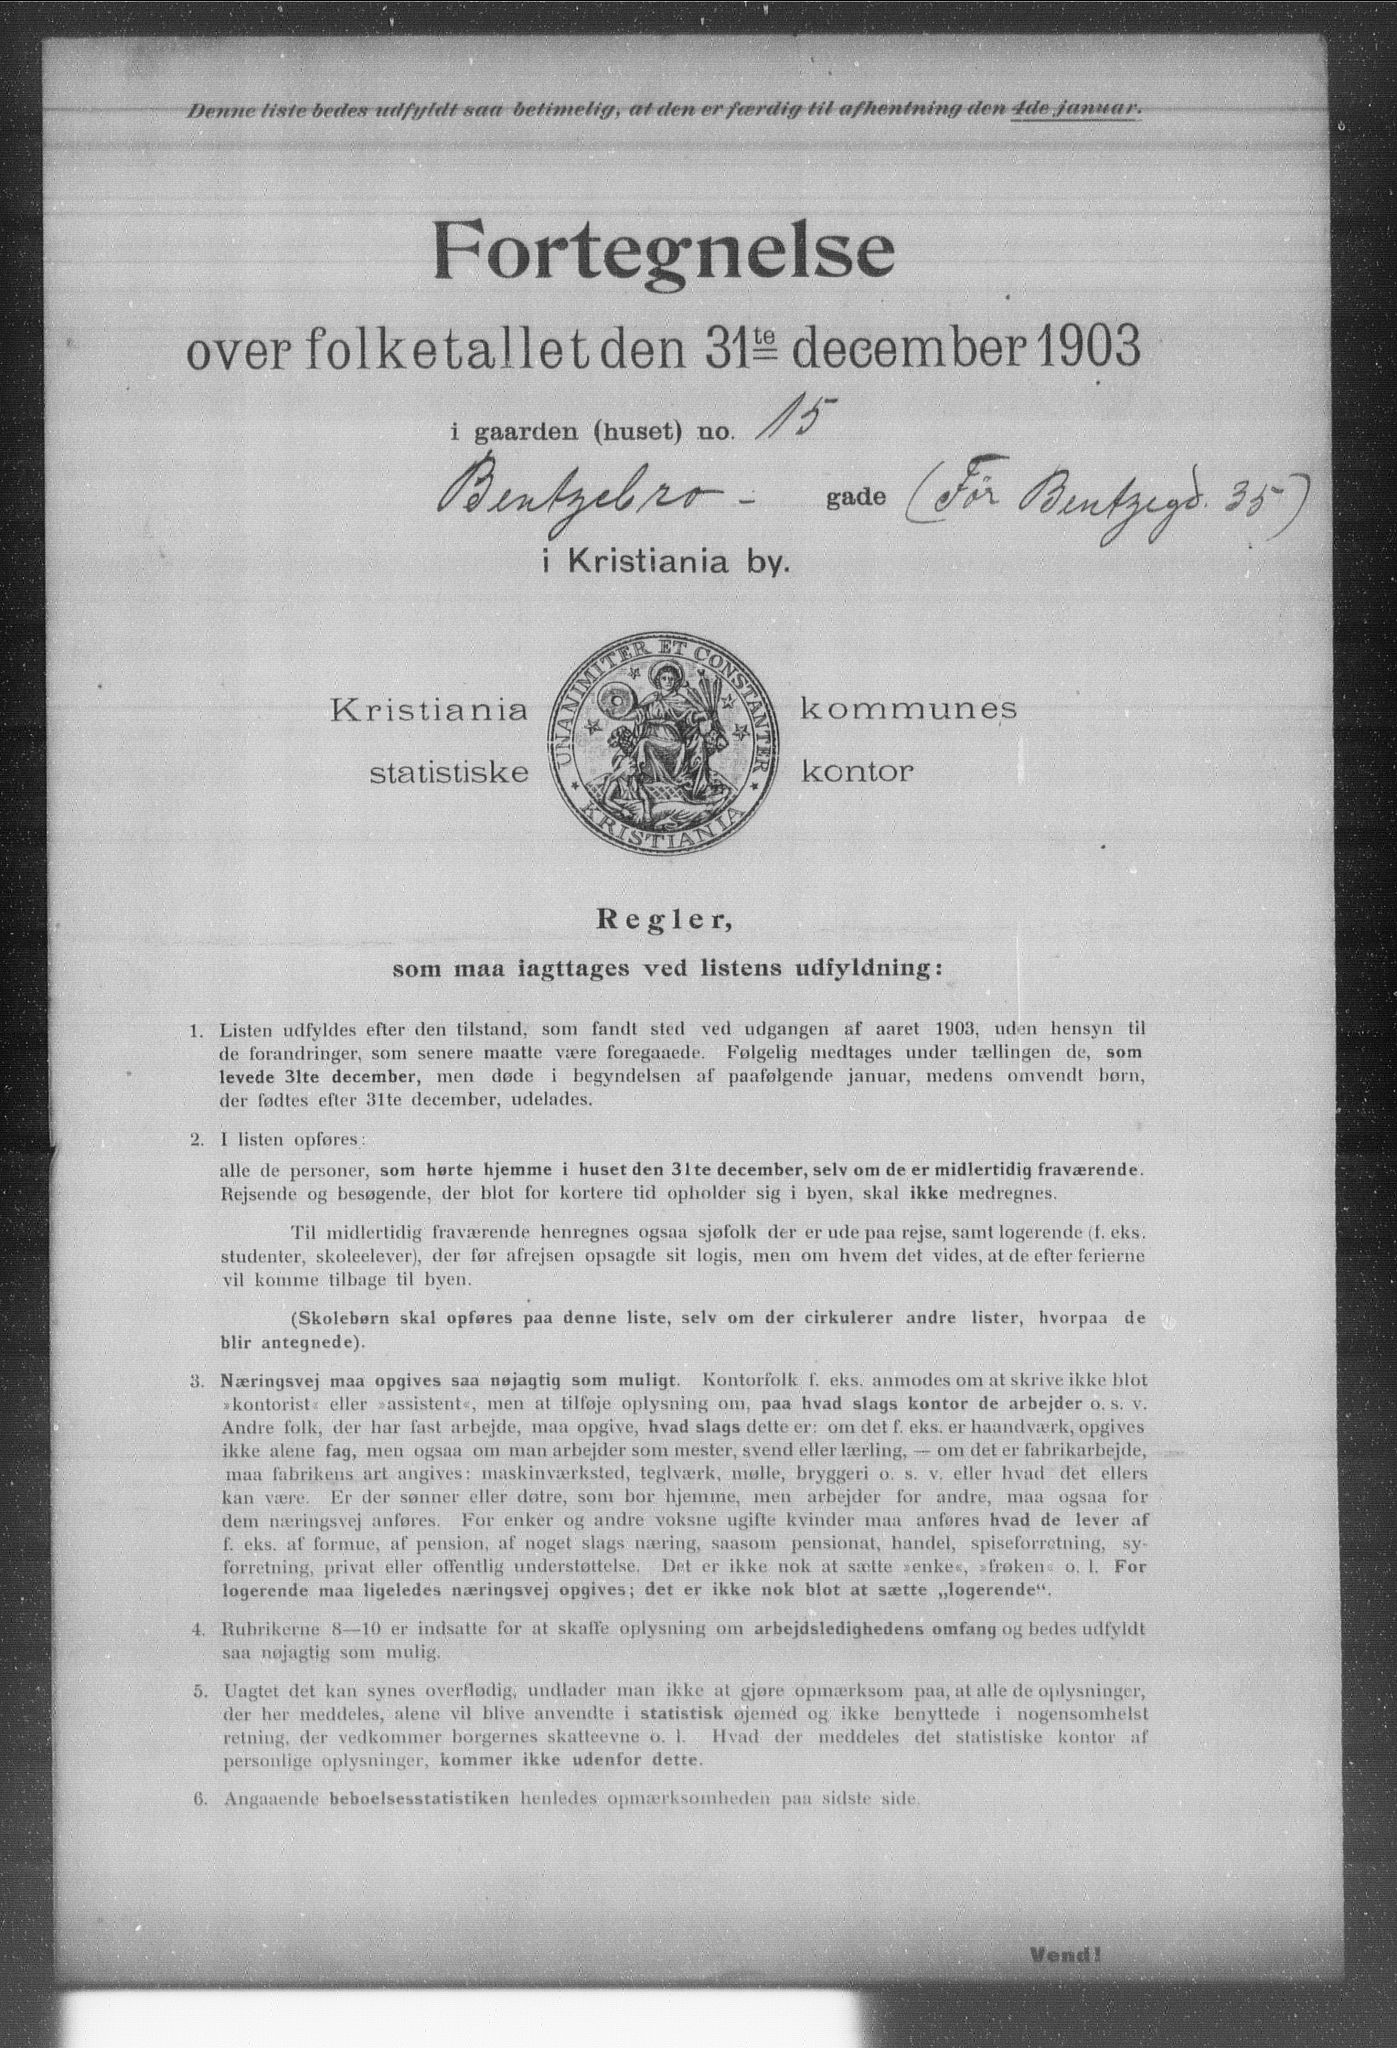 Denne liste bedes udfyldt saa betimelig, at den er færdig til afhentning den 4de januar.
Fortegnelse
over folketallet den 31te december 1903
i gaarden (huset) no. 15
Bentzebro - gade (Før Bentzegd. 35)
i Kristiania by.
UNANIMITER ET CONSTANTER
KRISTIANIA
Kristiania kommunes
statistiske kontor
Regler,
som maa iagttages ved listens udfyldning:
1. Listen udfyldes efter den tilstand, som fandt sted ved udgangen af aaret 1903, uden hensyn til
de forandringer, som senere maatte være foregaaede. Følgelig medtages under tællingen de, som
levede 31te december, men døde i begyndelsen af paafølgende januar, medens omvendt børn,
der fødtes efter 31te december, udelades.
2. I listen opføres:
alle de personer, som hørte hjemme i huset den 31te december, selv om de er midlertidig fraværende.
Rejsende og besøgende, der blot for kortere tid opholder sig i byen, skal ikke medregnes.
Til midlertidig fraværende henregnes ogsaa sjøfolk der er ude paa rejse, samt logerende (f. eks.
studenter, skoleelever), der før afrejsen opsagde sit logis, men om hvem det vides, at de efter ferierne
vil komme tilbage til byen.
(Skolebørn skal opføres paa denne liste, selv om der cirkulerer andre lister, hvorpaa de
blir antegnede).
3. Næringsvej maa opgives saa nøjagtig som muligt. Kontorfolk f. eks. anmodes om at skrive ikke blot
»kontorist« eller »assistent«, men at tilføje oplysning om, paa hvad slags kontor de arbejder o. s. v.
Andre folk, der har fast arbejde, maa opgive, hvad slags dette er: om det f. eks. er haandværk, opgives
ikke alene fag, men ogsaa om man arbejder som mester, svend eller lærling, — om det er fabrikarbejde,
maa fabrikens art angives: maskinværksted, teglværk, mølle, bryggeri o. s. v. eller hvad det ellers
kan være. Er der sønner eller døtre, som bor hjemme, men arbejder for andre, maa ogsaa for
dem næringsvej anføres. For enker og andre voksne ugifte kvinder maa anføres hvad de lever af
f. eks. af formue, af pension, af noget slags næring, saasom pensionat, handel, spiseforretning, sy-
forretning, privat eller offentlig understøttelse. Det er ikke nok at sætte »enke«, »frøken« o. l. For
logerende maa ligeledes næringsvej opgives; det er ikke nok blot at sætte „logerende“.
4. Rubrikerne 8—10 er indsatte for at skaffe oplysning om arbejdsledighedens omfang og bedes udfyldt
saa nøjagtig som mulig.
5. Uagtet det kan synes overflødig, undlader man ikke at gjøre opmærksom paa, at alle de oplysninger,
der her meddeles, alene vil blive anvendte i statistisk øjemed og ikke benyttede i nogensomhelst
retning, der vedkommer borgernes skatteevne o. l. Hvad der meddeles det statistiske kontor af
personlige oplysninger, kommer ikke udenfor dette.
6. Angaaende beboelsesstatistiken henledes opmærksomheden paa sidste side.
Vend!